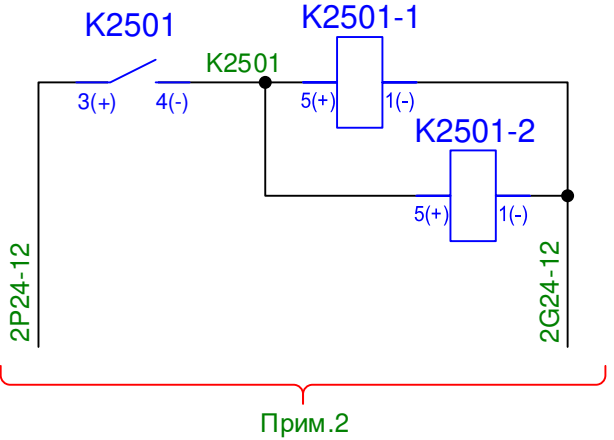 K2501
K2501-1
K2501
3(+)
4(-)
5(+)
1(-)
K2501-2
5(+)
1(-)
2P24-12
2G24-12
Прим.2